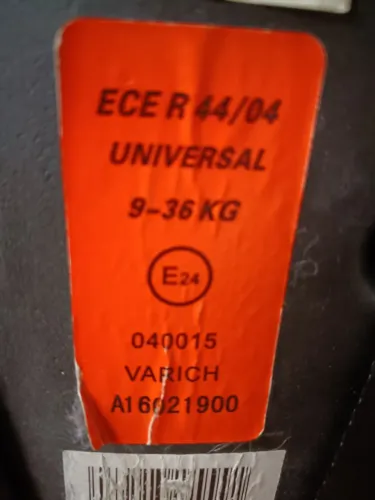 ECE R 44/04
UNIVERSAL
9-36 KG
E24
040015
VARICH
A16021900